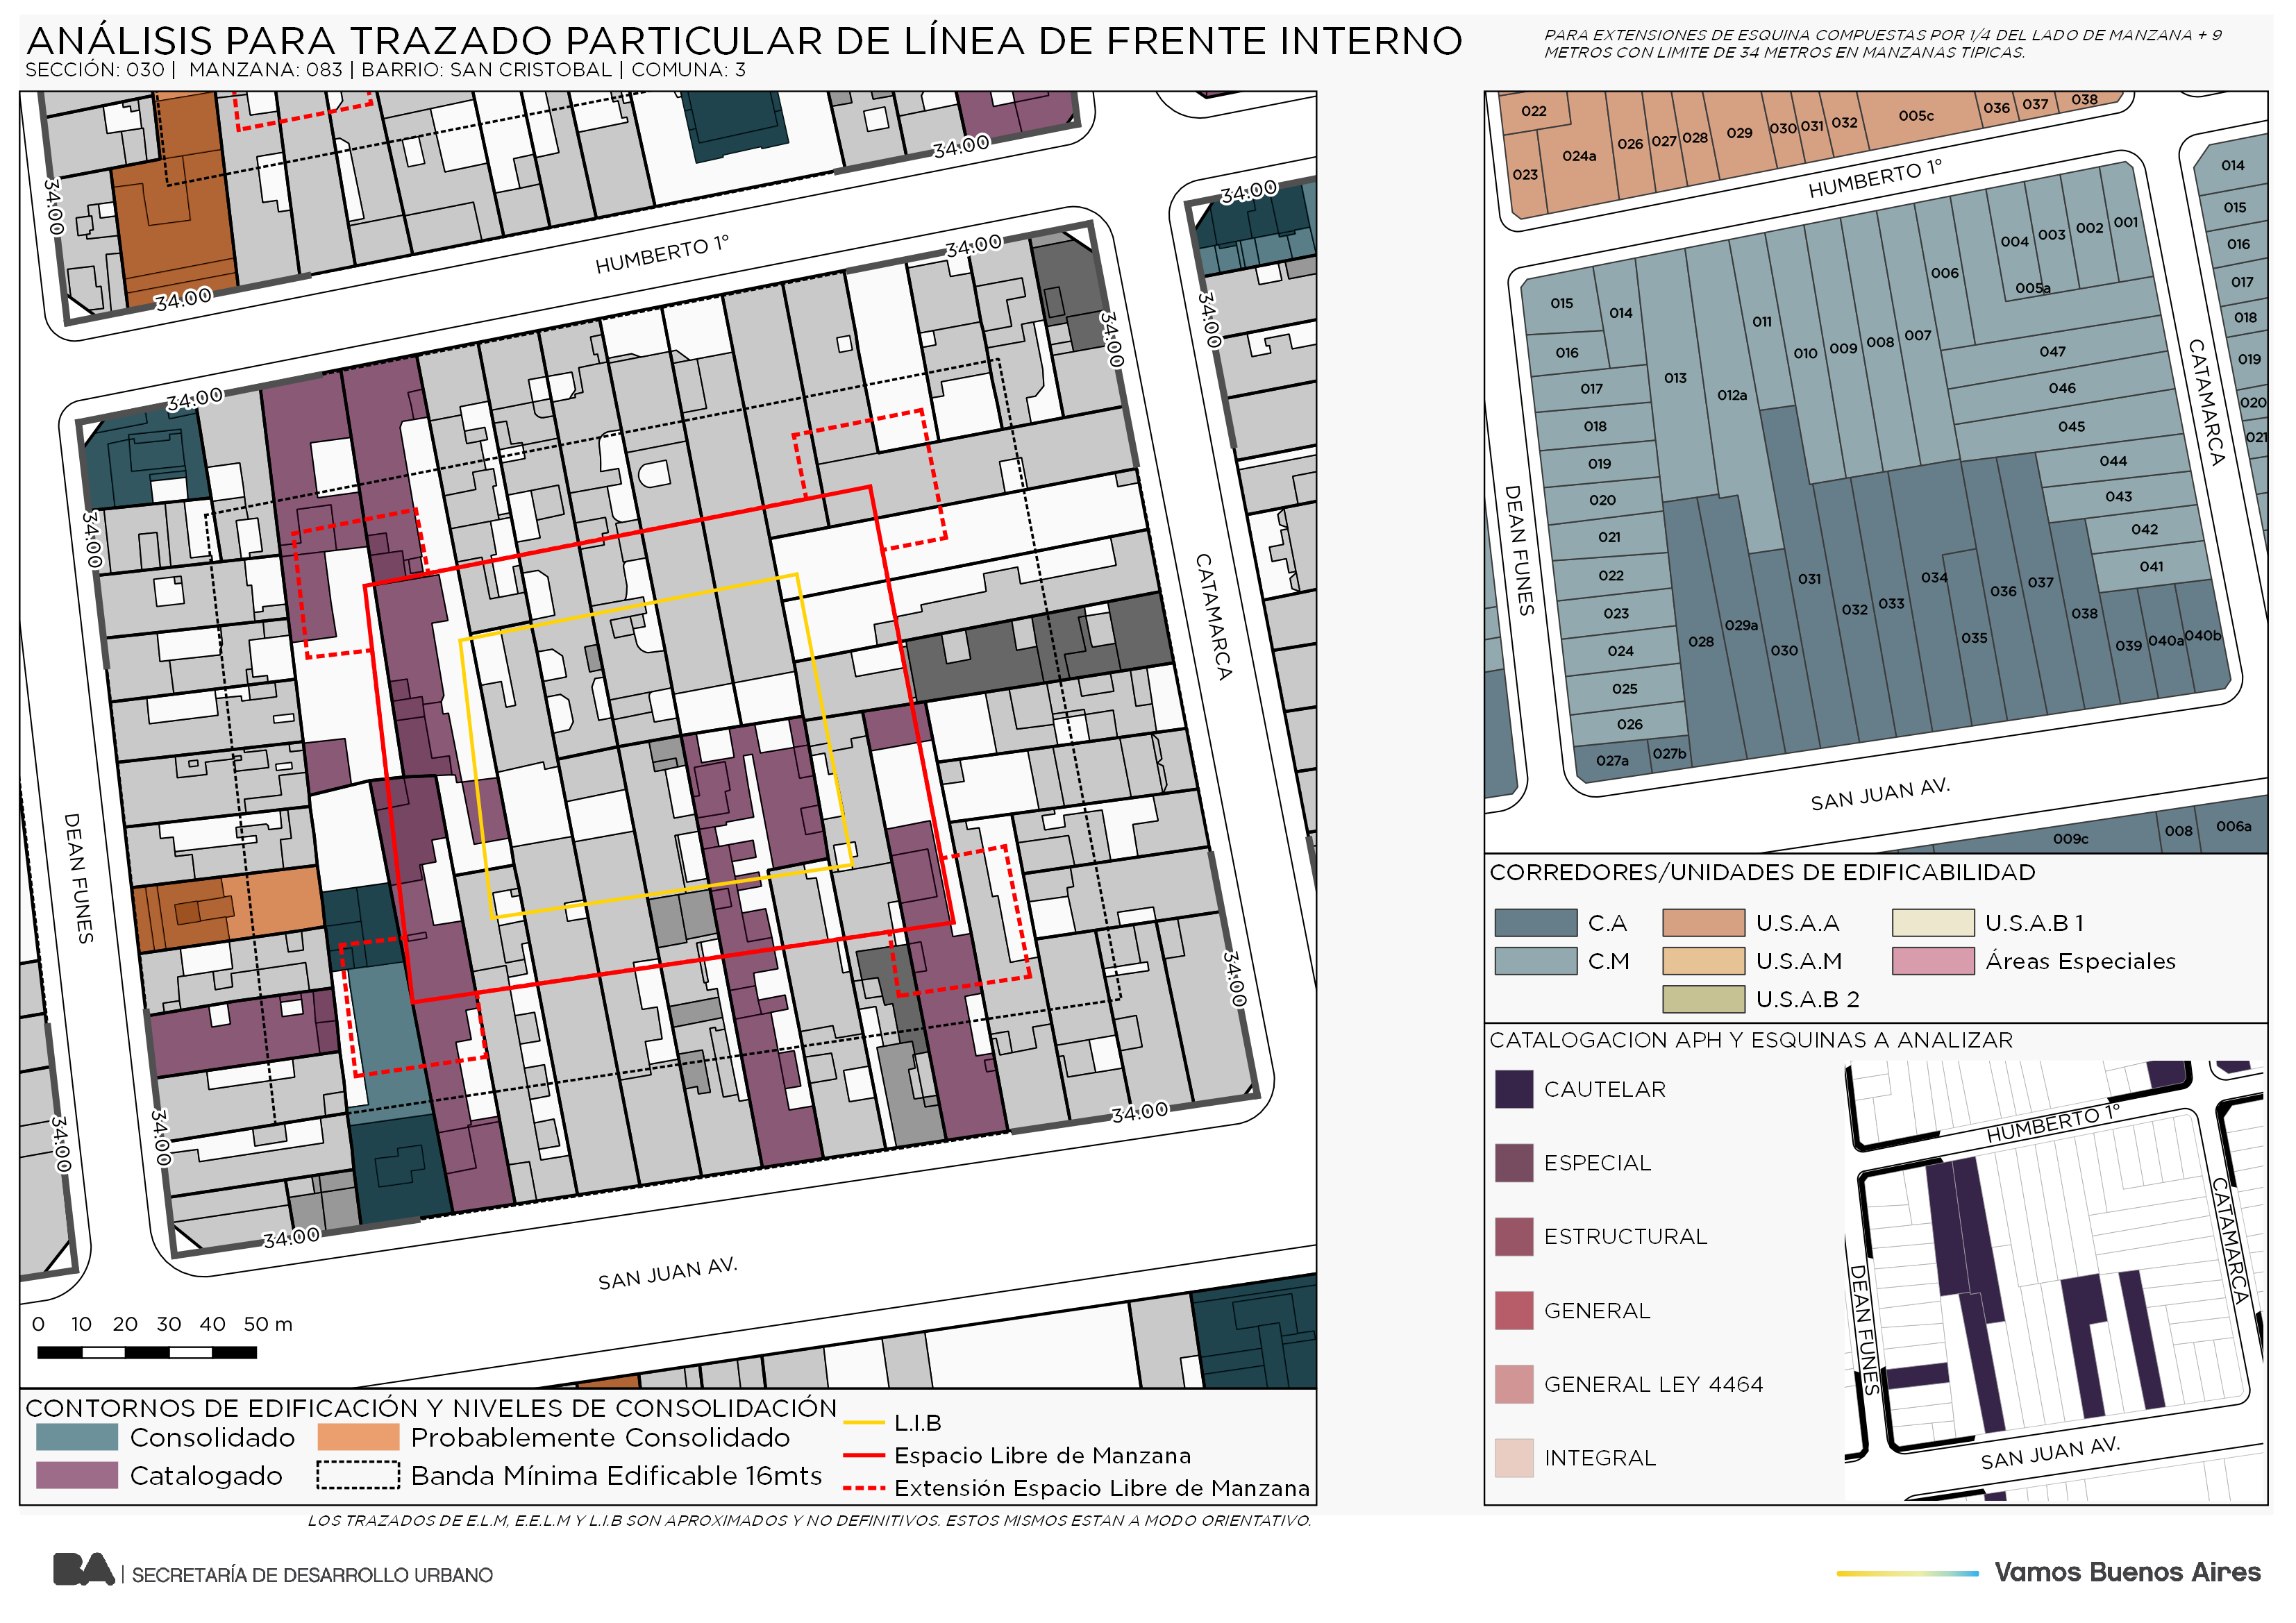 ANÁLISIS PARA TRAZADO PARTICULAR DE LÍNEA DE FRENTE INTERNO
SECCIÓN: 030 | MANZANA: 083 | BARRIO: SAN CRISTOBAL | COMUNA: 3
PARA EXTENSIONES DE ESQUINA COMPUESTAS POR 1/4 DEL LADO DE MANZANA + 9
METROS CON LIMITE DE 34 METROS EN MANZANAS TIPICAS.
34.00
34.00
34.00
34.00
HUMBERTO 1°
34.00
34.00
34.00
34.00
34.00
CATAMARCA
DEAN FUNES
34.00
34.00
34.00
34.00
34.00
SAN JUAN AV.
0 10 20 30 40 50 m
CONTORNOS DE EDIFICACIÓN Y NIVELES DE CONSOLIDACIÓN
Consolidado
Probablemente Consolidado
Catalogado
Banda Mínima Edificable 16mts
L.I.B
Espacio Libre de Manzana
Extensión Espacio Libre de Manzana
LOS TRAZADOS DE E.L.M, E.E.L.M Y L.I.B SON APROXIMADOS Y NO DEFINITIVOS. ESTOS MISMOS ESTAN A MODO ORIENTATIVO.
022
023
024a
026
027
028
029
030
031
032
005c
036
037
038
HUMBERTO 1°
014
015
016
017
018
019
020
021
CATAMARCA
001
002
003
004
005a
006
007
008
009
010
011
012a
013
014
015
016
017
018
019
020
021
022
023
024
025
026
027a
027b
028
029a
030
031
032
033
034
035
036
037
038
039
040a
040b
041
042
043
044
045
046
047
DEAN FUNES
SAN JUAN AV.
009c
008
006a
CORREDORES/UNIDADES DE EDIFICABILIDAD
C.A
U.S.A.A
U.S.A.B 1
C.M
U.S.A.M
Áreas Especiales
U.S.A.B 2
CATALOGACION APH Y ESQUINAS A ANALIZAR
CAUTELAR
ESPECIAL
ESTRUCTURAL
GENERAL
GENERAL LEY 4464
INTEGRAL
HUMBERTO 1°
CATAMARCA
DEAN FUNES
SAN JUAN AV.
BA | SECRETARÍA DE DESARROLLO URBANO
Vamos Buenos Aires